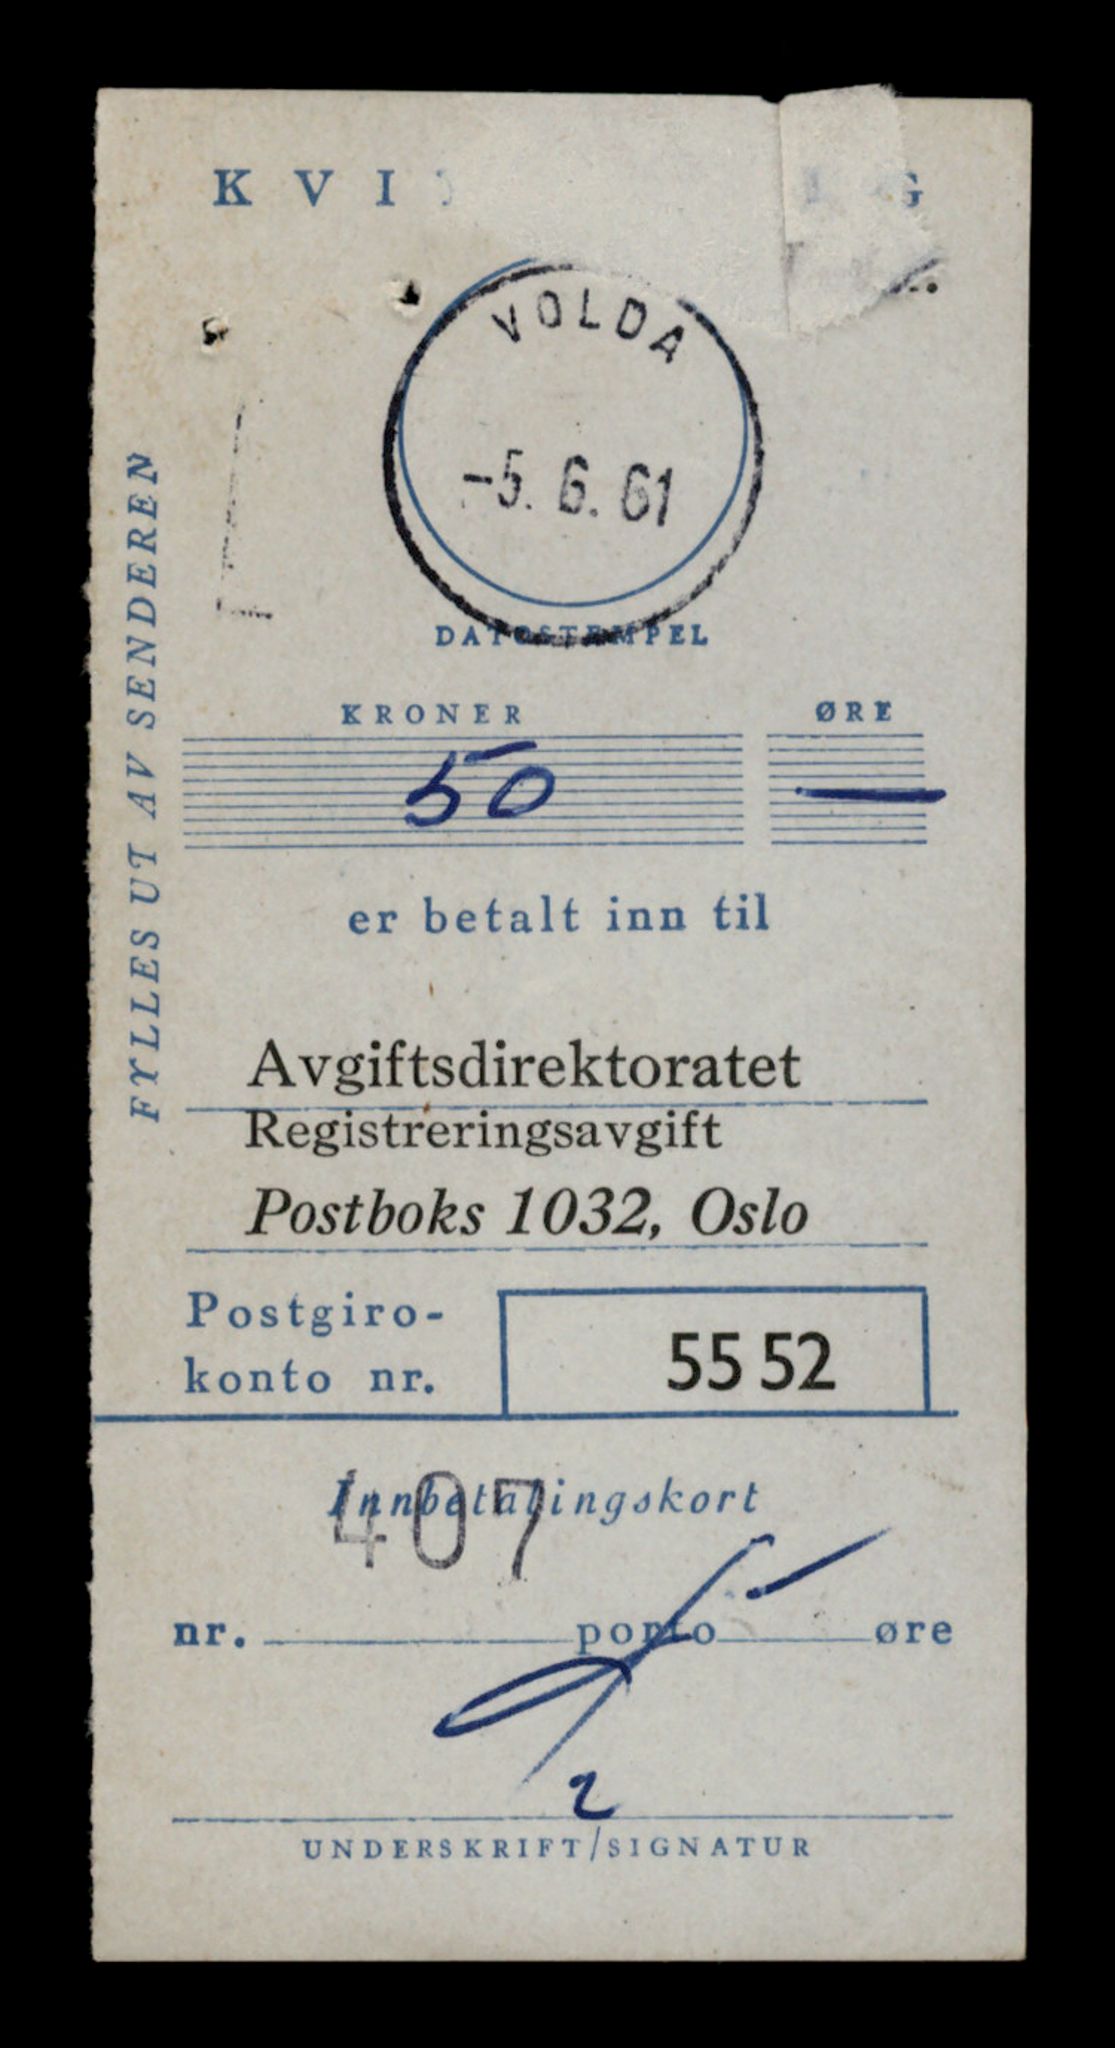 K V I
G
VOLDA
-5. 6. 61
DATOSTEMPEL
FYLLES UT AV SENDEREN
KRONER ØRE
50 —
er betalt inn til
Avgiftsdirektoratet
Registreringsavgift
Postboks 1032, Oslo
Postgiro-
konto nr. 55 52
Innbetalingskort
407
nr. porto øre
UNDERSKRIFT/SIGNATUR